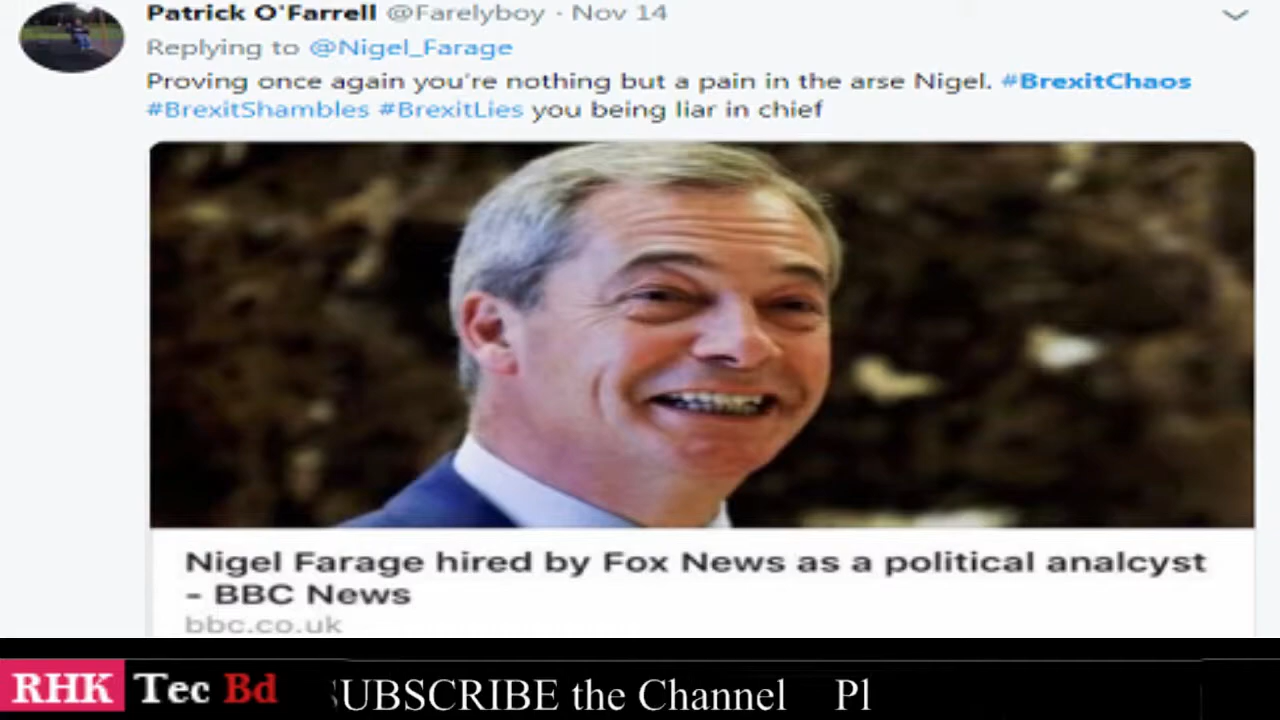 Patrick O'Farrell @Farelyboy · Nov 14
Replying to @Nigel_Farage
Proving once again you're nothing but a pain in the arse Nigel. #BrexitChaos
#BrexitShambles #BrexitLies you being liar in chief
Nigel Farage hired by Fox News as a political analcyst
- BBC News
bbc.co.uk
RHK Tec Bd SUBSCRIBE the Channel Pl